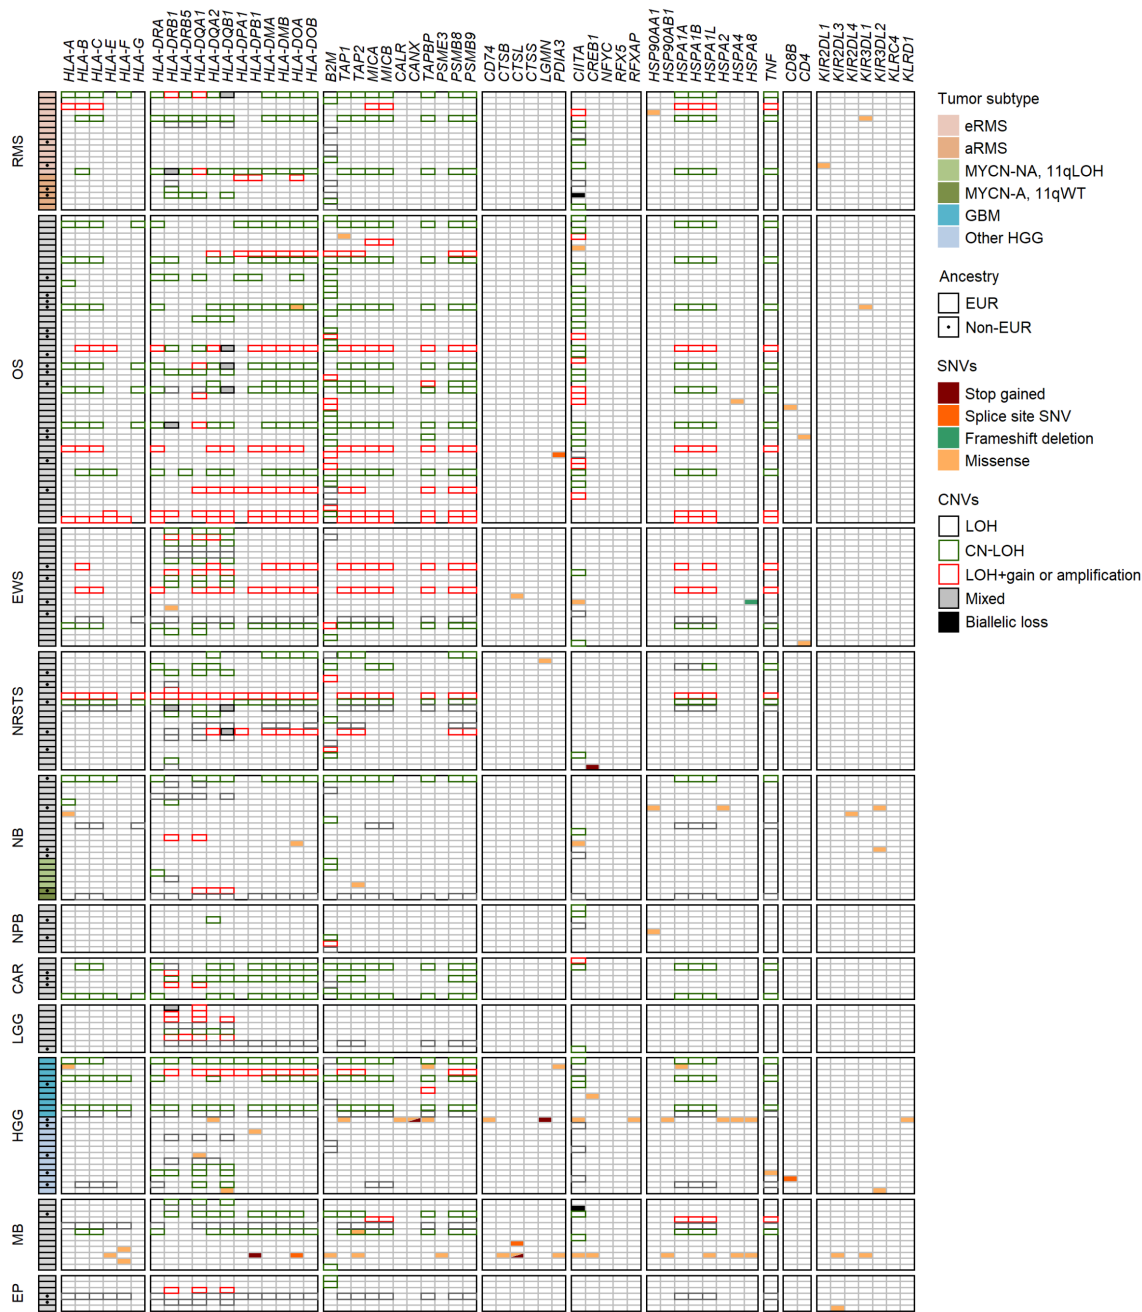 HLA-A
HLA-B
HLA-C
HLA-E
HLA-F
HLA-G
HLA-DRA
HLA-DRB1
HLA-DRB5
HLA-DQA1
HLA-DQA2
HLA-DQB1
HLA-DPA1
HLA-DPB1
HLA-DMA
HLA-DMB
HLA-DOA
HLA-DOB
B2M
TAP1
TAP2
MICA
MICB
CALR
CANX
TAPBP
PSME3
PSMB8
PSMB9
CD74
CTSB
CTSL
CTSS
LGMN
PDIA3
CIITA
CREB1
NFYC
RFX5
RFXAP
HSP90AA1
HSP90AB1
HSPA1A
HSPA1B
HSPA1L
HSPA2
HSPA4
HSPA8
TNF
CD8B
CD4
KIR2DL1
KIR2DL3
KIR2DL4
KIR3DL1
KIR3DL2
KLRC4
KLRD1
RMS
OS
EWS
NRSTS
NB
NPB
CAR
LGG
HGG
MB
EP
Tumor subtype
eRMS
aRMS
MYCN-NA, 11qLOH
MYCN-A, 11qWT
GBM
Other HGG
Ancestry
EUR
Non-EUR
SNVs
Stop gained
Splice site SNV
Frameshift deletion
Missense
CNVs
LOH
CN-LOH
LOH+gain or amplification
Mixed
Biallelic loss